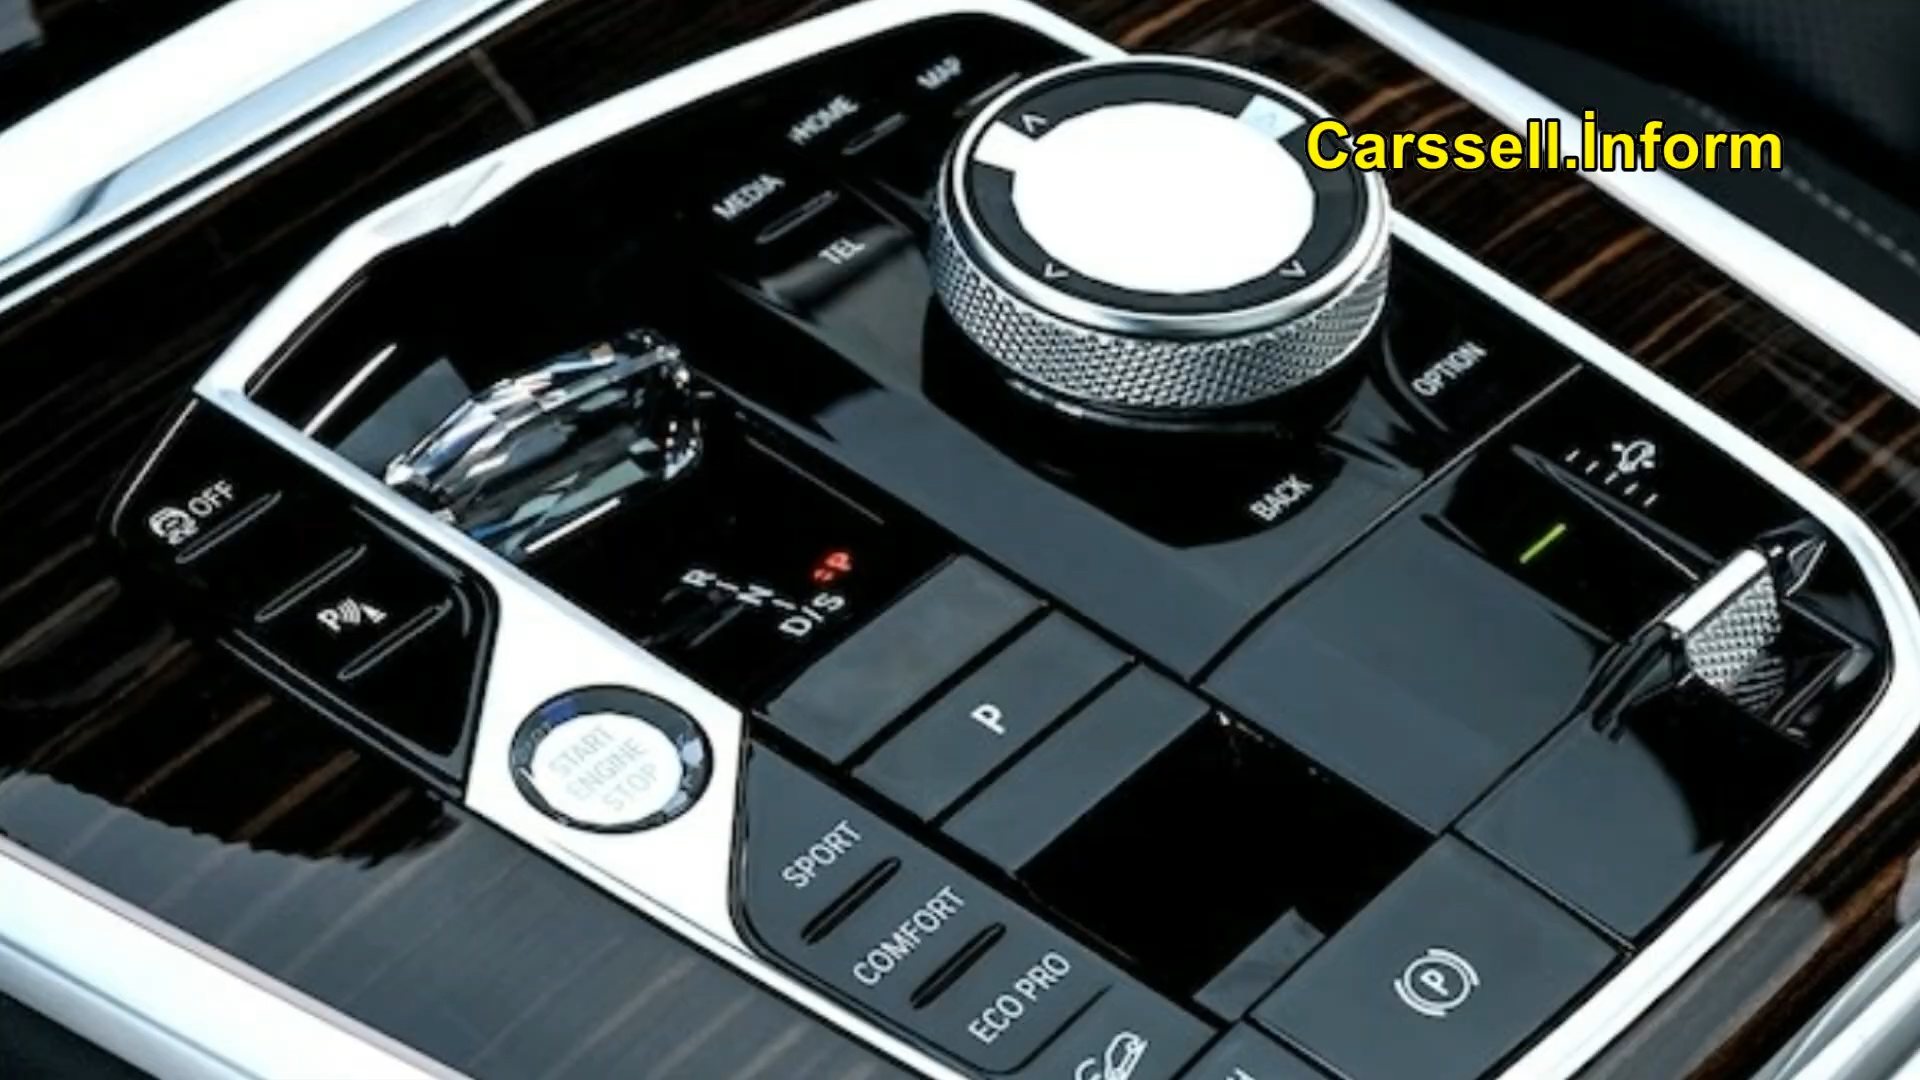 Carssell.İnform
MAP
HOME
MEDIA
TEL
OPTION
BACK
OFF
P
R
N
D/S
P
P
START
ENGINE
STOP
SPORT
COMFORT
ECO PRO
P